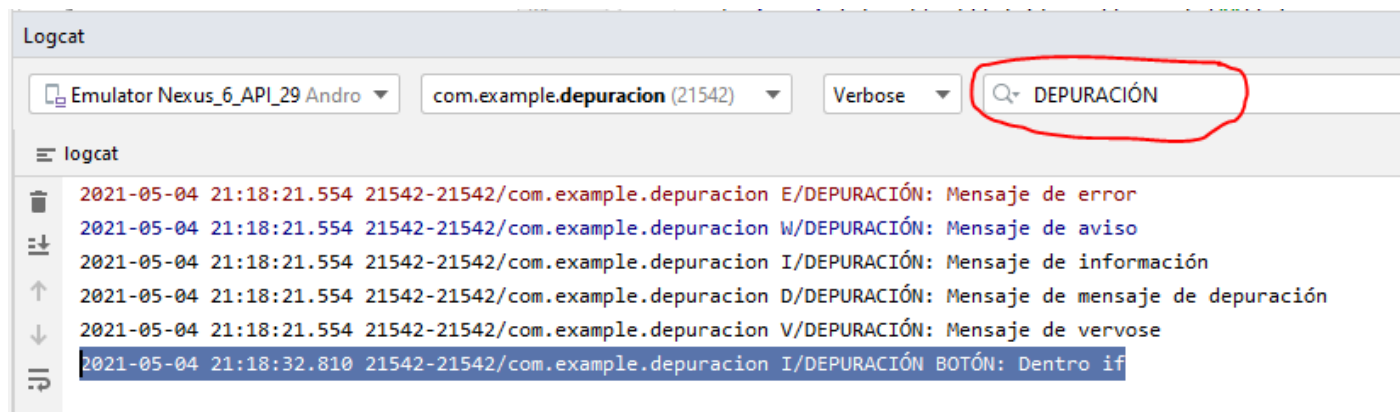 Logcat
Emulator Nexus_6_API_29 Andro com.example.depuracion (21542) Verbose DEPURACIÓN
logcat
2021-05-04 21:18:21.554 21542-21542/com.example.depuracion E/DEPURACIÓN: Mensaje de error
2021-05-04 21:18:21.554 21542-21542/com.example.depuracion W/DEPURACIÓN: Mensaje de aviso
2021-05-04 21:18:21.554 21542-21542/com.example.depuracion I/DEPURACIÓN: Mensaje de información
2021-05-04 21:18:21.554 21542-21542/com.example.depuracion D/DEPURACIÓN: Mensaje de mensaje de depuración
2021-05-04 21:18:21.554 21542-21542/com.example.depuracion V/DEPURACIÓN: Mensaje de vervose
2021-05-04 21:18:32.810 21542-21542/com.example.depuracion I/DEPURACIÓN BOTÓN: Dentro if